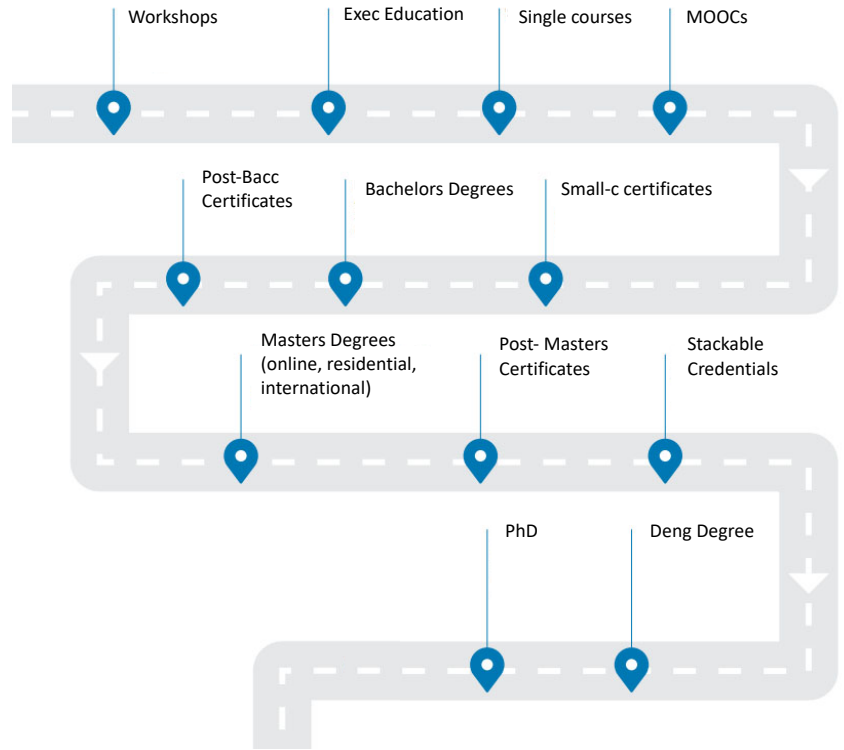 Workshops
Exec Education
Single courses
MOOCs
Post-Bacc
Certificates
Bachelors Degrees
Small-c certificates
Masters Degrees
(online, residential,
international)
Post- Masters
Certificates
Stackable
Credentials
PhD
Deng Degree